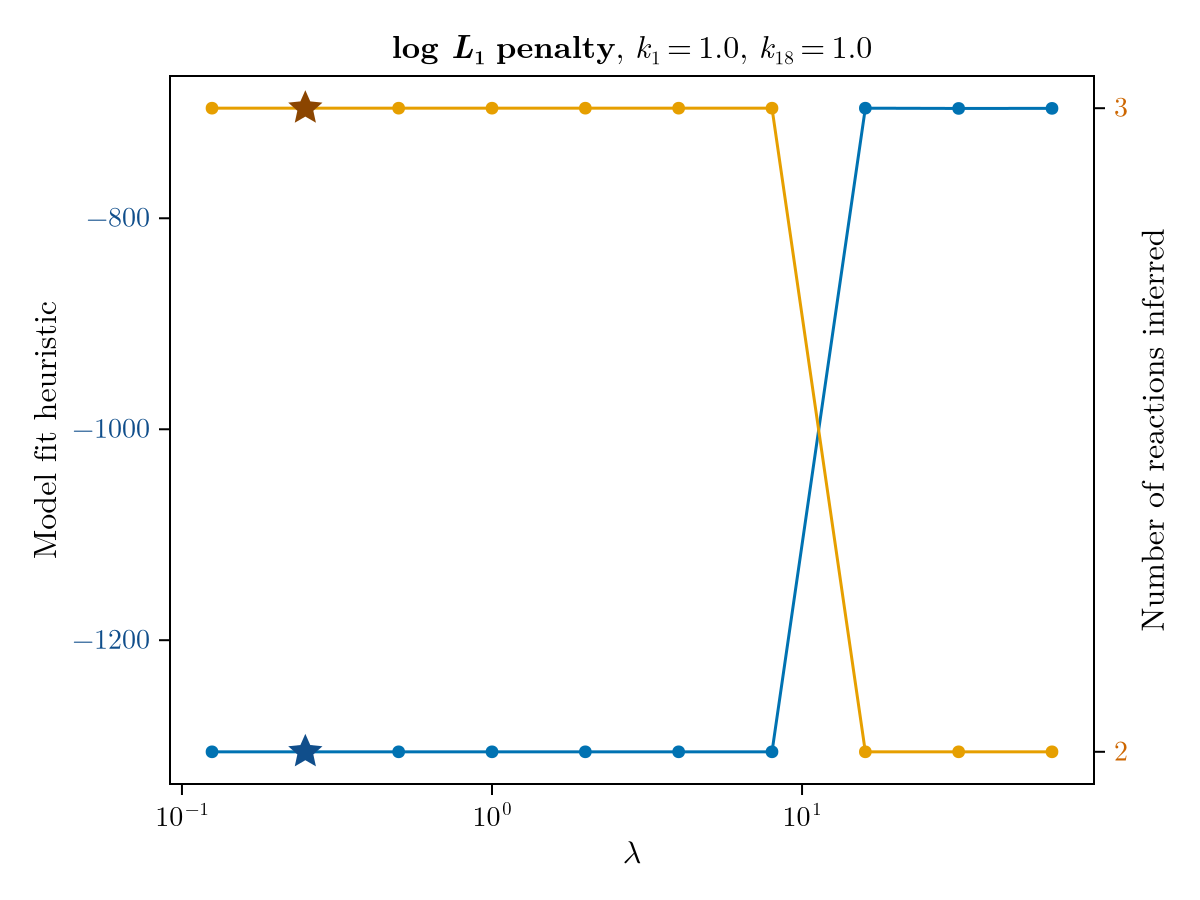 log L₁ penalty, k₁ = 1.0, k₁₈ = 1.0
Model fit heuristic
−800
−1000
−1200
3
2
Number of reactions inferred
10⁻¹
10⁰
10¹
λ